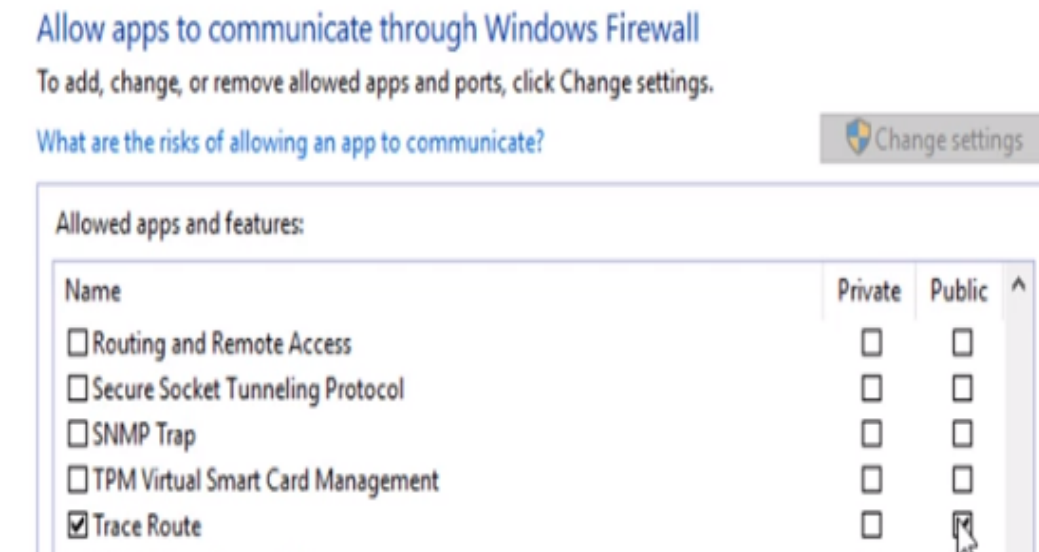 Allow apps to communicate through Windows Firewall
To add, change, or remove allowed apps and ports, click Change settings.
What are the risks of allowing an app to communicate?
Change settings
Allowed apps and features:
Name Private Public
Routing and Remote Access
Secure Socket Tunneling Protocol
SNMP Trap
TPM Virtual Smart Card Management
Trace Route